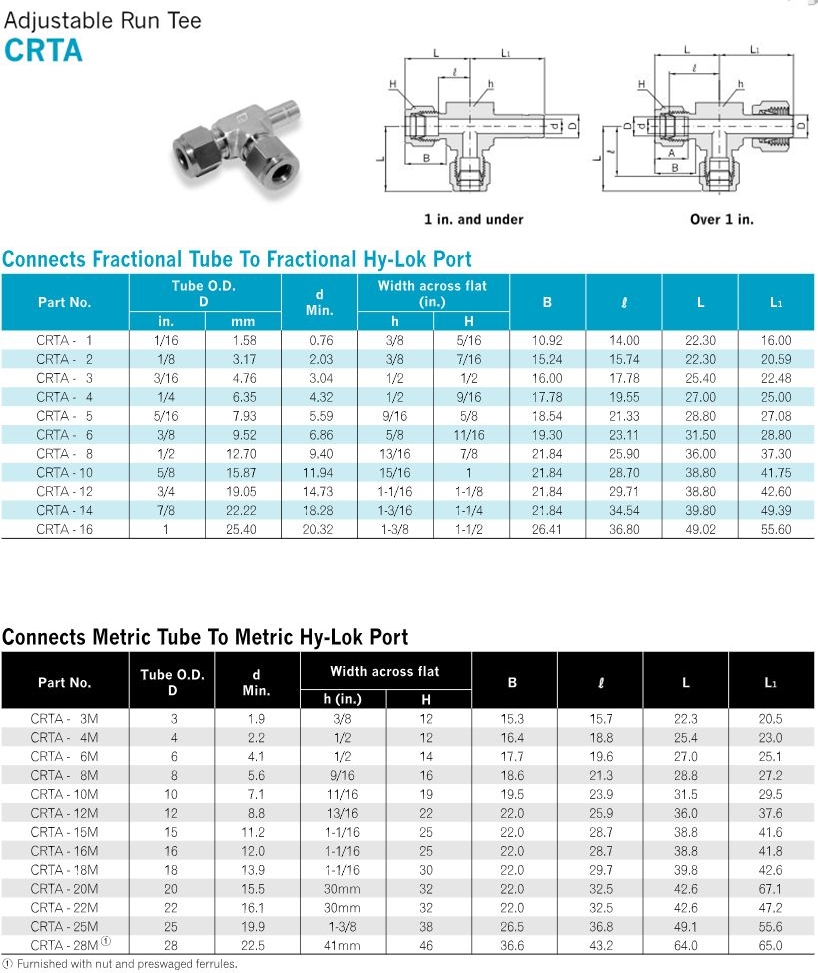 Adjustable Run Tee
CRTA
L L1
ℓ
H h
d D
L
B
1 in. and under
L L1
ℓ
H h
D d D
L ℓ
A
B
Over 1 in.
Connects Fractional Tube To Fractional Hy-Lok Port
Part No. Tube O.D. D d Min. Width across flat (in.) B ℓ L L1
in. mm h H
CRTA - 1 1/16 1.58 0.76 3/8 5/16 10.92 14.00 22.30 16.00
CRTA - 2 1/8 3.17 2.03 3/8 7/16 15.24 15.74 22.30 20.59
CRTA - 3 3/16 4.76 3.04 1/2 1/2 16.00 17.78 25.40 22.48
CRTA - 4 1/4 6.35 4.32 1/2 9/16 17.78 19.55 27.00 25.00
CRTA - 5 5/16 7.93 5.59 9/16 5/8 18.54 21.33 28.80 27.08
CRTA - 6 3/8 9.52 6.86 5/8 11/16 19.30 23.11 31.50 28.80
CRTA - 8 1/2 12.70 9.40 13/16 7/8 21.84 25.90 36.00 37.30
CRTA - 10 5/8 15.87 11.94 15/16 1 21.84 28.70 38.80 41.75
CRTA - 12 3/4 19.05 14.73 1-1/16 1-1/8 21.84 29.71 38.80 42.60
CRTA - 14 7/8 22.22 18.28 1-3/16 1-1/4 21.84 34.54 39.80 49.39
CRTA - 16 1 25.40 20.32 1-3/8 1-1/2 26.41 36.80 49.02 55.60
Connects Metric Tube To Metric Hy-Lok Port
Part No. Tube O.D. D d Min. Width across flat B ℓ L L1
h (in.) H
CRTA - 3M 3 1.9 3/8 12 15.3 15.7 22.3 20.5
CRTA - 4M 4 2.2 1/2 12 16.4 18.8 25.4 23.0
CRTA - 6M 6 4.1 1/2 14 17.7 19.6 27.0 25.1
CRTA - 8M 8 5.6 9/16 16 18.6 21.3 28.8 27.2
CRTA - 10M 10 7.1 11/16 19 19.5 23.9 31.5 29.5
CRTA - 12M 12 8.8 13/16 22 22.0 25.9 36.0 37.6
CRTA - 15M 15 11.2 1-1/16 25 22.0 28.7 38.8 41.6
CRTA - 16M 16 12.0 1-1/16 25 22.0 28.7 38.8 41.8
CRTA - 18M 18 13.9 1-1/16 30 22.0 29.7 39.8 42.6
CRTA - 20M 20 15.5 30mm 32 22.0 32.5 42.6 67.1
CRTA - 22M 22 16.1 30mm 32 22.0 32.5 42.6 47.2
CRTA - 25M 25 19.9 1-3/8 38 26.5 36.8 49.1 55.6
CRTA - 28M① 28 22.5 41mm 46 36.6 43.2 64.0 65.0
① Furnished with nut and preswaged ferrules.